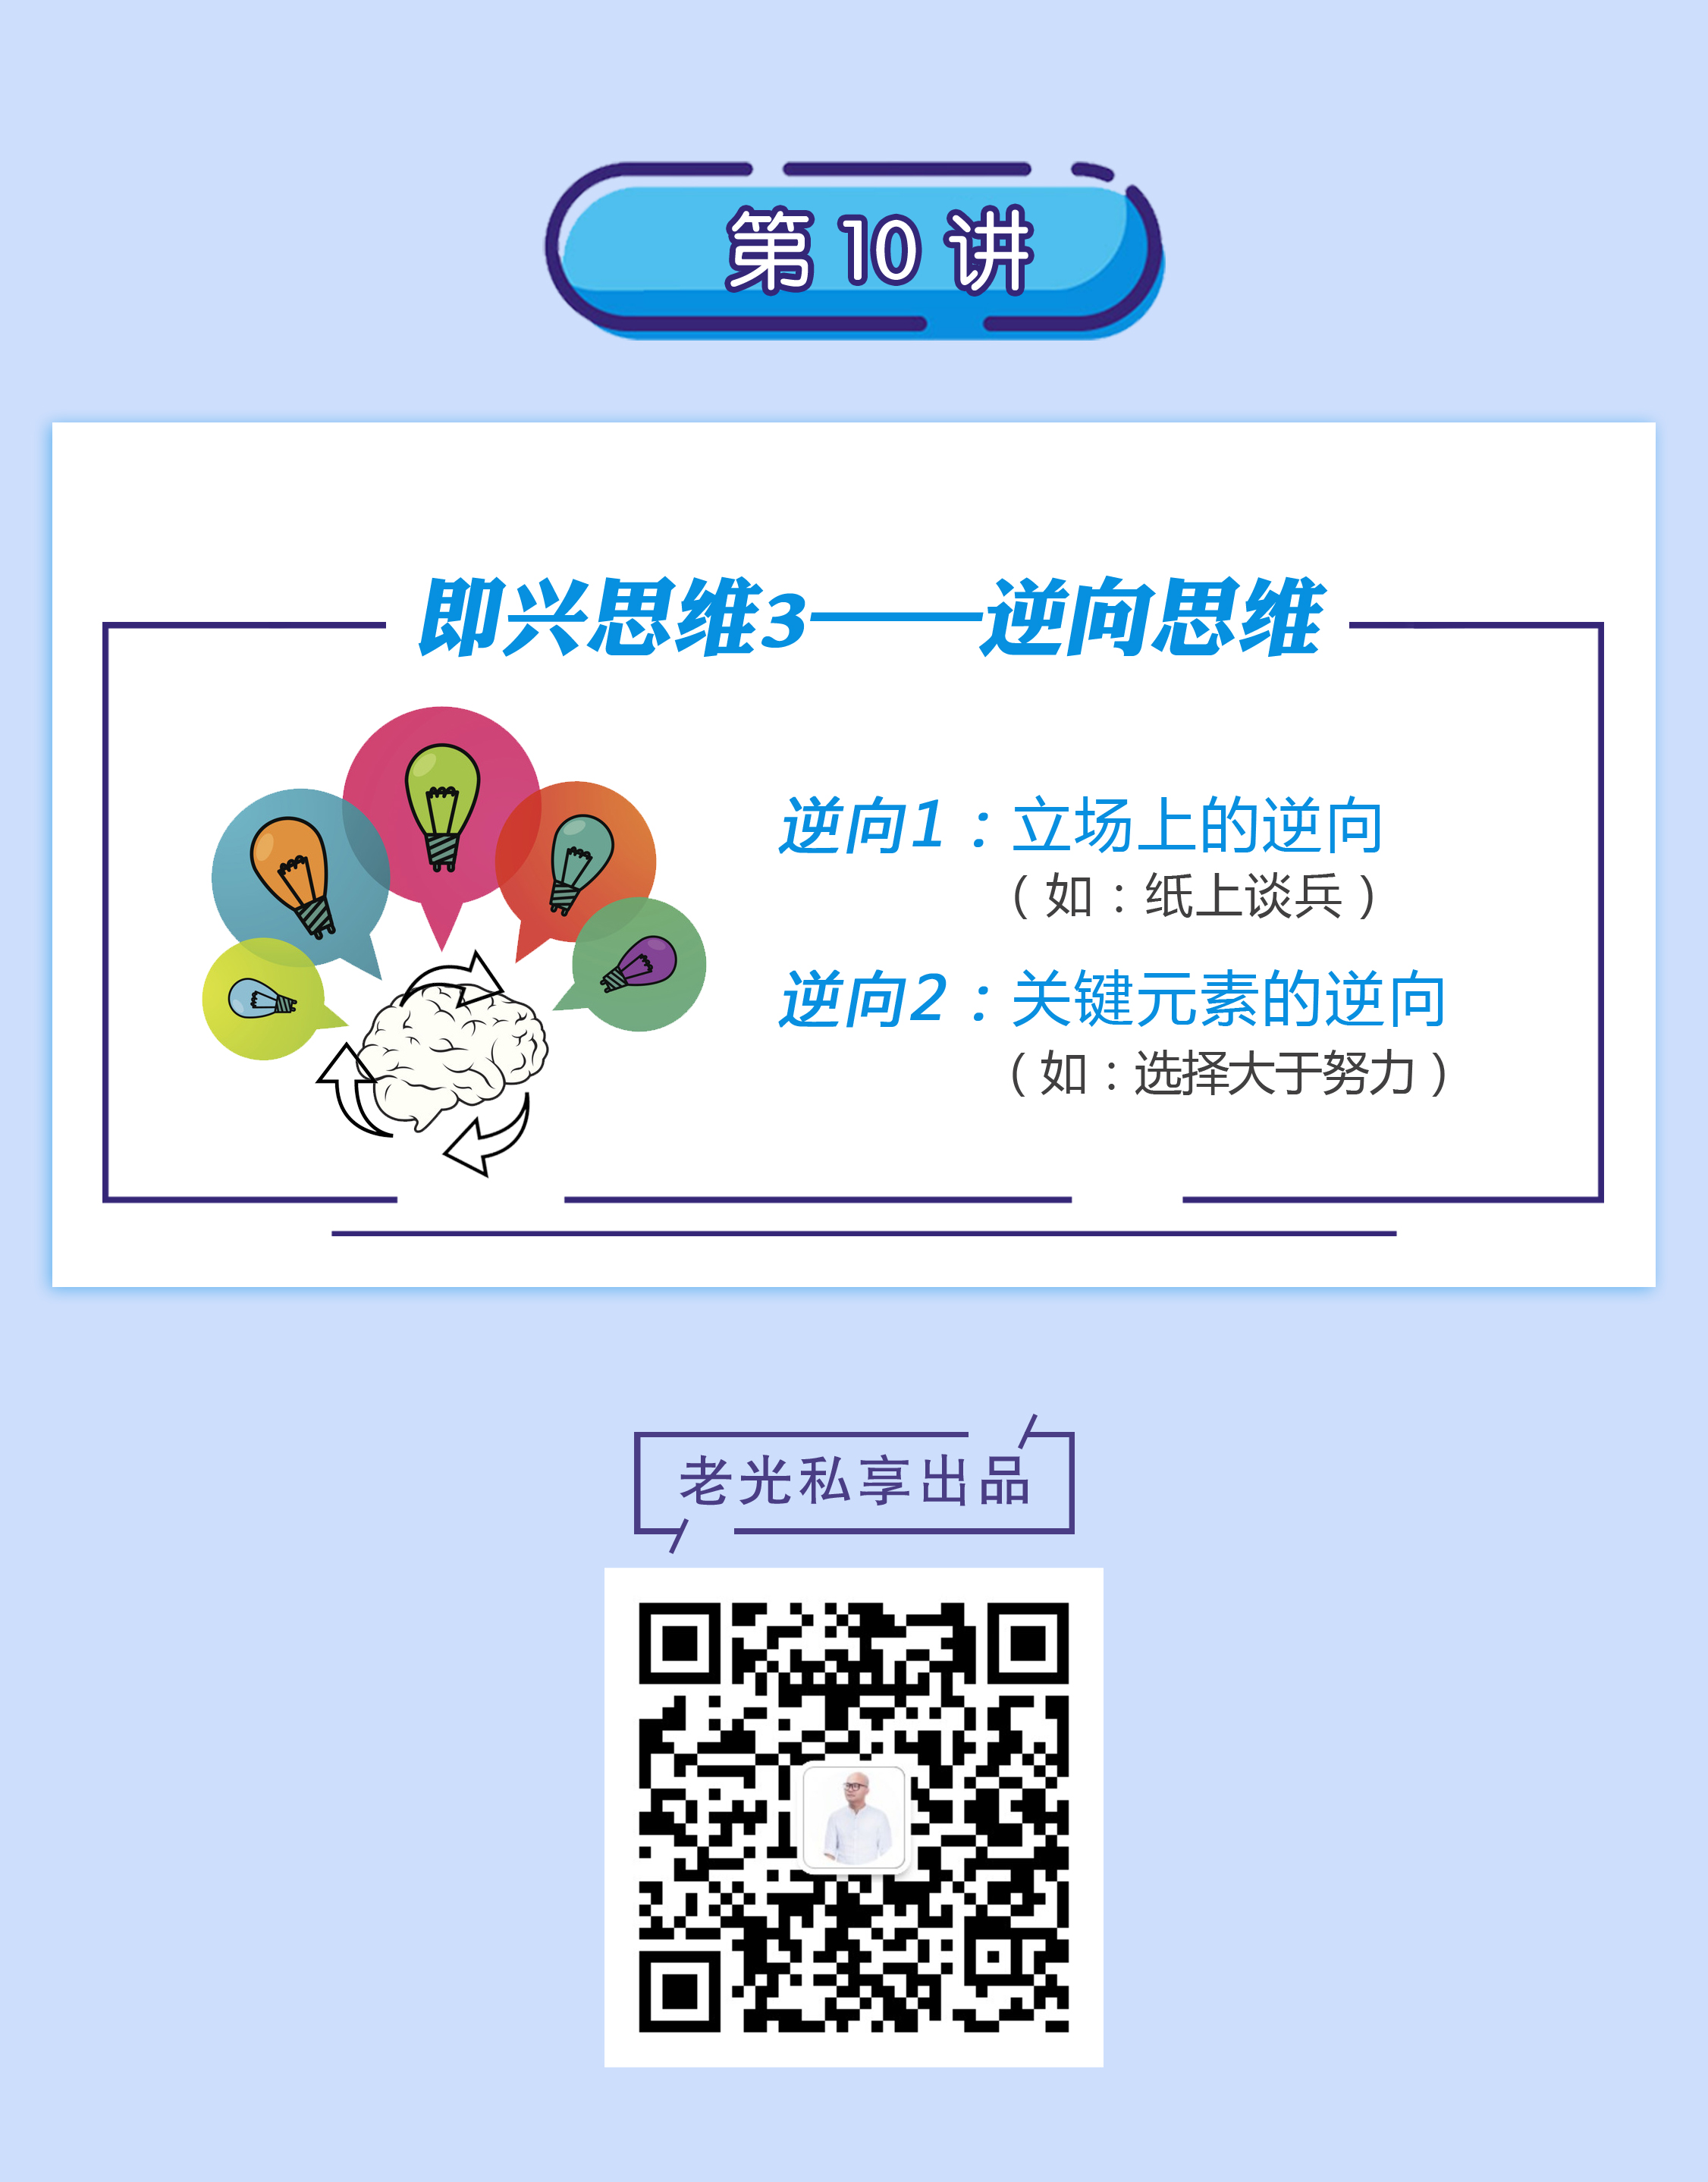 第10讲
即兴思维3——逆向思维
逆向1：立场上的逆向
（如：纸上谈兵）
逆向2：关键元素的逆向
（如：选择大于努力）
老光私享出品